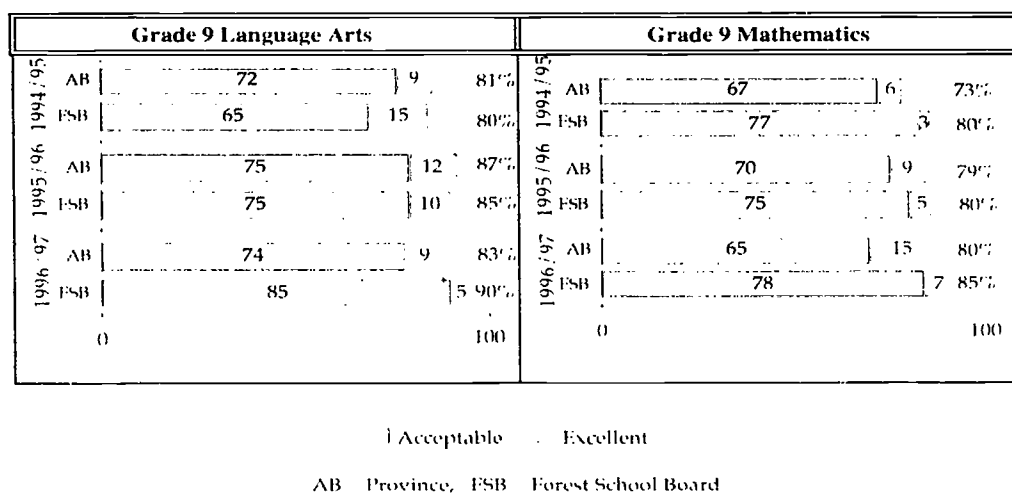 Grade 9 Language Arts
Grade 9 Mathematics
1994/95
AB 72 9 81%
FSB 65 15 80%
1995/96
AB 75 12 87%
FSB 75 10 85%
1996/97
AB 74 9 83%
FSB 85 5 90%
0 100
1994/95
AB 67 6 73%
FSB 77 3 80%
1995/96
AB 70 9 79%
FSB 75 5 80%
1996/97
AB 65 15 80%
FSB 78 7 85%
0 100
Acceptable Excellent
AB Province, FSB Forest School Board